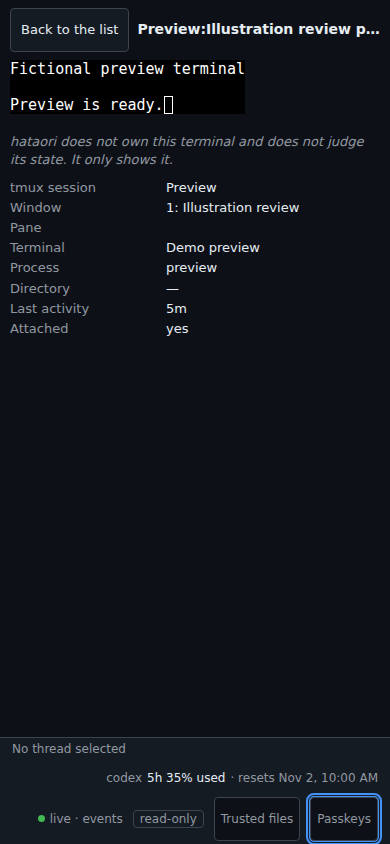 Back to the list
Preview:Illustration review p…
Fictional preview terminal
Preview is ready.
hataori does not own this terminal and does not judge
its state. It only shows it.
tmux session Preview
Window 1: Illustration review
Pane
Terminal Demo preview
Process preview
Directory —
Last activity 5m
Attached yes
No thread selected
codex 5h 35% used · resets Nov 2, 10:00 AM
live · events read-only Trusted files Passkeys